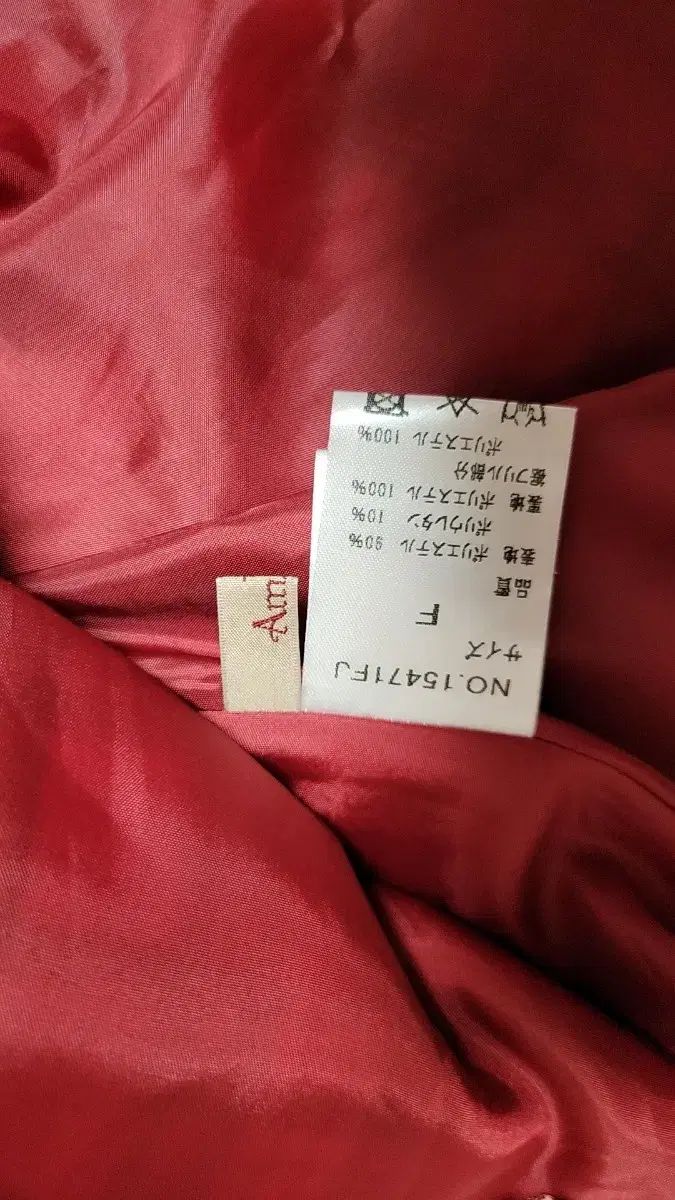 NO.15471FJ
サイズ
F
品質
表地 ポリエステル 90%
ポリウレタン 10%
裏地 ポリエステル 100%
裾フリル部分
ポリエステル 100%
Am